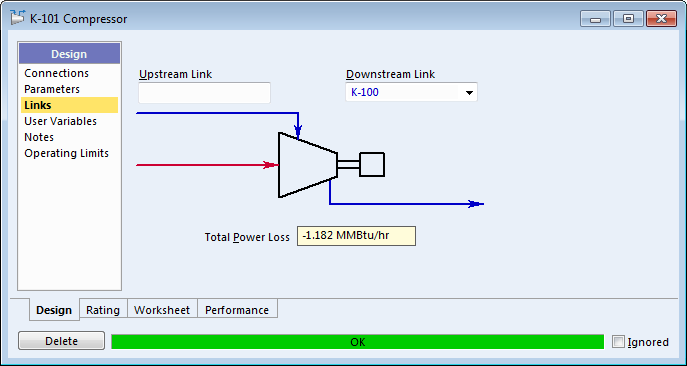 K-101 Compressor
Design
Connections
Parameters
Links
User Variables
Notes
Operating Limits
Upstream Link
Downstream Link
K-100
Total Power Loss
-1.182 MMBtu/hr
Design
Rating
Worksheet
Performance
Delete
OK
Ignored